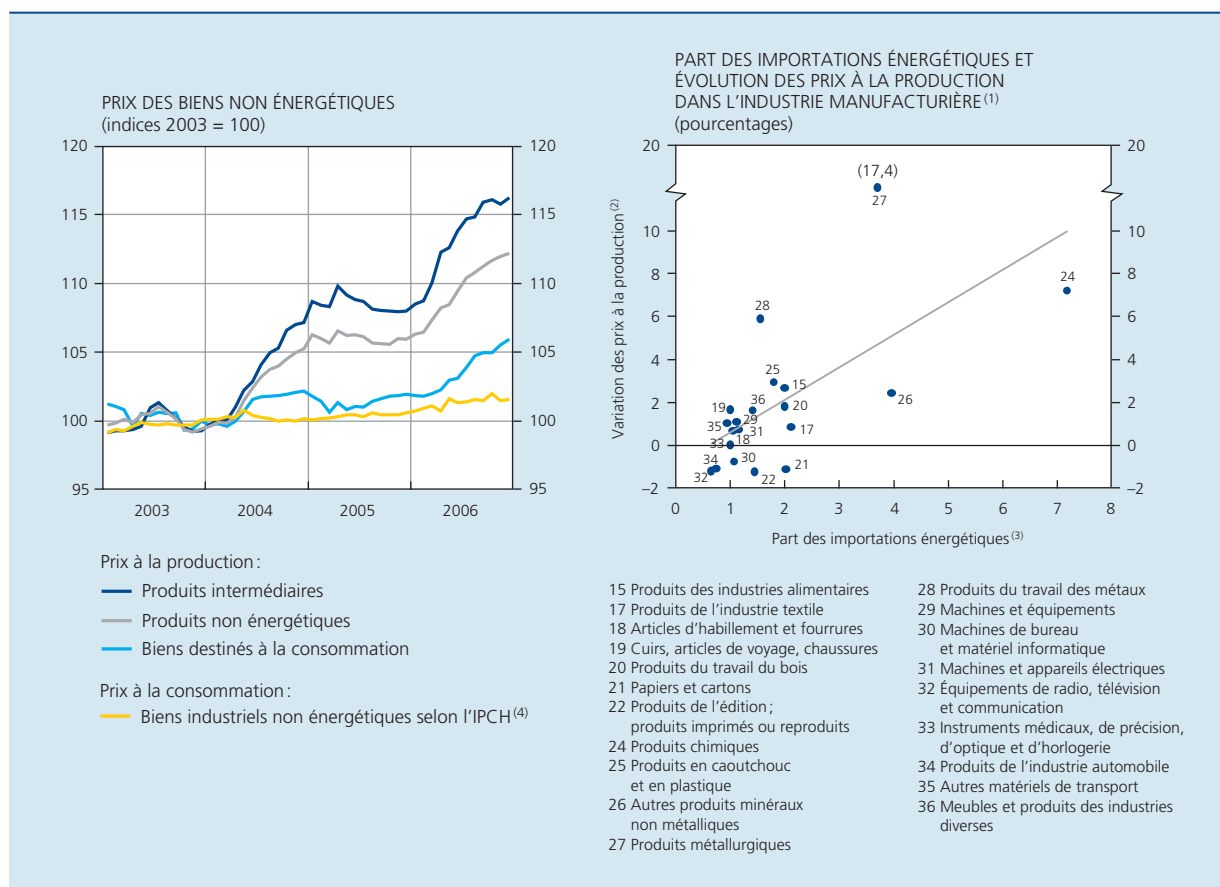 PRIX DES BIENS NON ÉNERGÉTIQUES
(indices 2003 = 100)
120
115
110
105
100
95
120
115
110
105
100
95
2003
2004
2005
2006
Prix à la production :
Produits intermédiaires
Produits non énergétiques
Biens destinés à la consommation
Prix à la consommation :
Biens industriels non énergétiques selon l'IPCH (4)
PART DES IMPORTATIONS ÉNERGÉTIQUES ET
ÉVOLUTION DES PRIX À LA PRODUCTION
DANS L'INDUSTRIE MANUFACTURIÈRE (1)
(pourcentages)
Variation des prix à la production (2)
20
10
8
6
4
2
0
–2
20
10
8
6
4
2
0
–2
(17,4)
27
24
28
25
15
26
36
20
19
29
35
17
31
18
33
30
34
21
32
22
0
1
2
3
4
5
6
7
8
Part des importations énergétiques (3)
15 Produits des industries alimentaires
17 Produits de l'industrie textile
18 Articles d'habillement et fourrures
19 Cuirs, articles de voyage, chaussures
20 Produits du travail du bois
21 Papiers et cartons
22 Produits de l'édition ;
produits imprimés ou reproduits
24 Produits chimiques
25 Produits en caoutchouc
et en plastique
26 Autres produits minéraux
non métalliques
27 Produits métallurgiques
28 Produits du travail des métaux
29 Machines et équipements
30 Machines de bureau
et matériel informatique
31 Machines et appareils électriques
32 Équipements de radio, télévision
et communication
33 Instruments médicaux, de précision,
d'optique et d'horlogerie
34 Produits de l'industrie automobile
35 Autres matériels de transport
36 Meubles et produits des industries
diverses